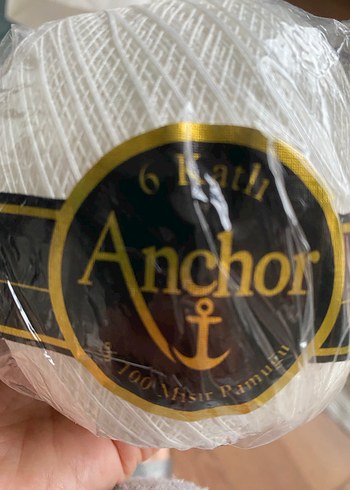 6 Katlı
Anchor
% 100 Mısır Pamuğu